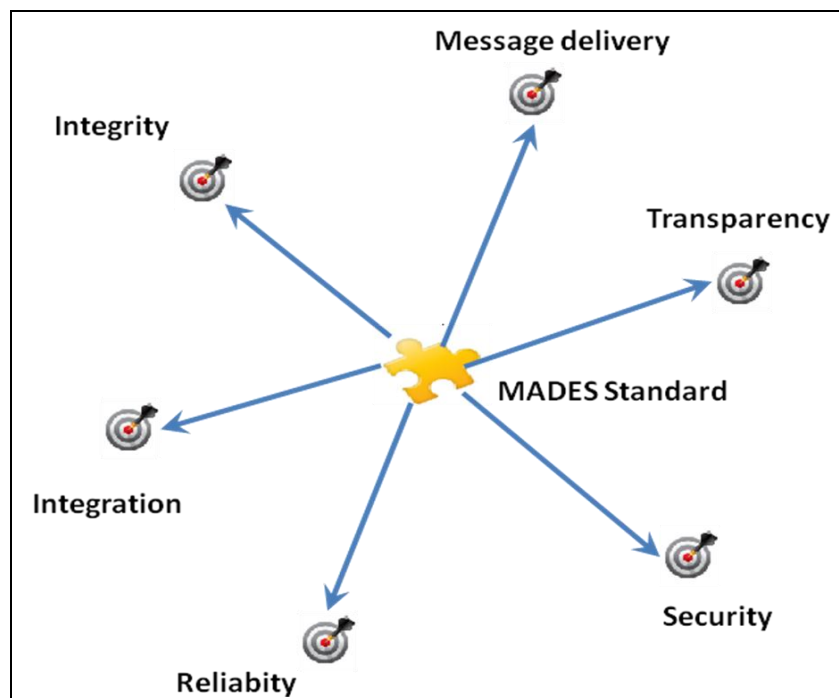 Message delivery
Integrity
Transparency
MADES Standard
Integration
Security
Reliabity